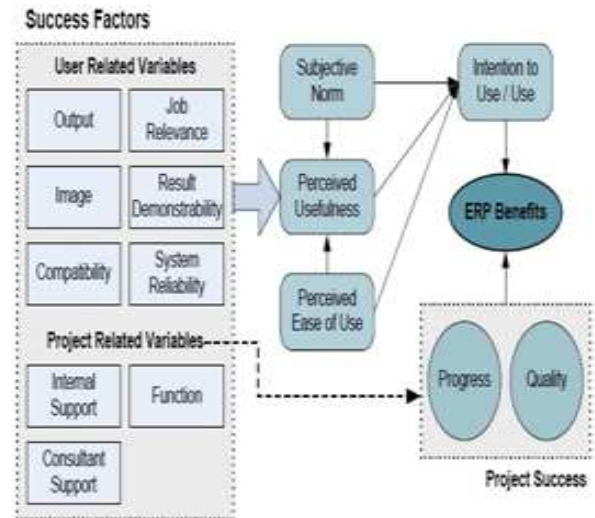 Success Factors
User Related Variables
Output
Job
Relevance
Image
Result
Demonstrability
Compatibility
System
Reliability
Project Related Variables
Internal
Support
Function
Consultant
Support
Subjective
Norm
Perceived
Usefulness
Perceived
Ease of Use
Intention to
Use / Use
ERP Benefits
Progress
Quality
Project Success